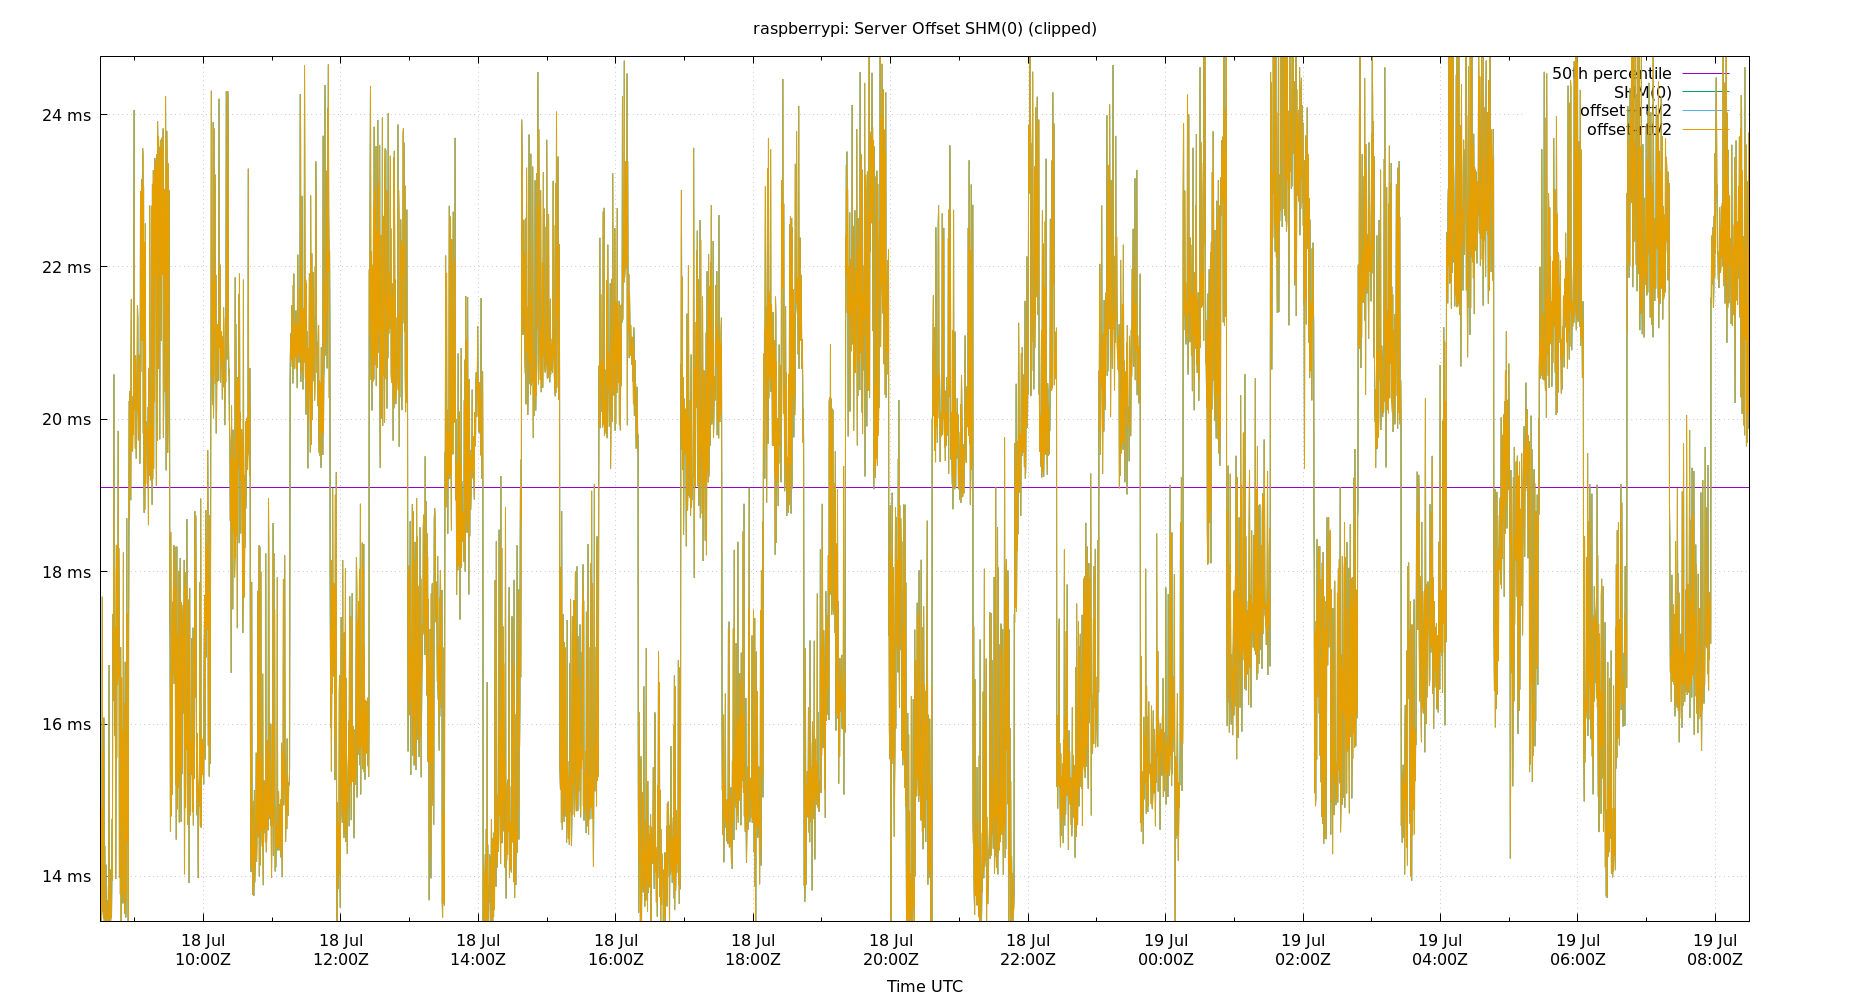 raspberrypi: Server Offset SHM(0) (clipped)
50th percentile
SHM(0)
offset+rtt/2
offset-rtt/2
24 ms
22 ms
20 ms
18 ms
16 ms
14 ms
18 Jul 18 Jul 18 Jul 18 Jul 18 Jul 18 Jul 18 Jul 19 Jul 19 Jul 19 Jul 19 Jul 19 Jul
10:00Z 12:00Z 14:00Z 16:00Z 18:00Z 20:00Z 22:00Z 00:00Z 02:00Z 04:00Z 06:00Z 08:00Z
Time UTC